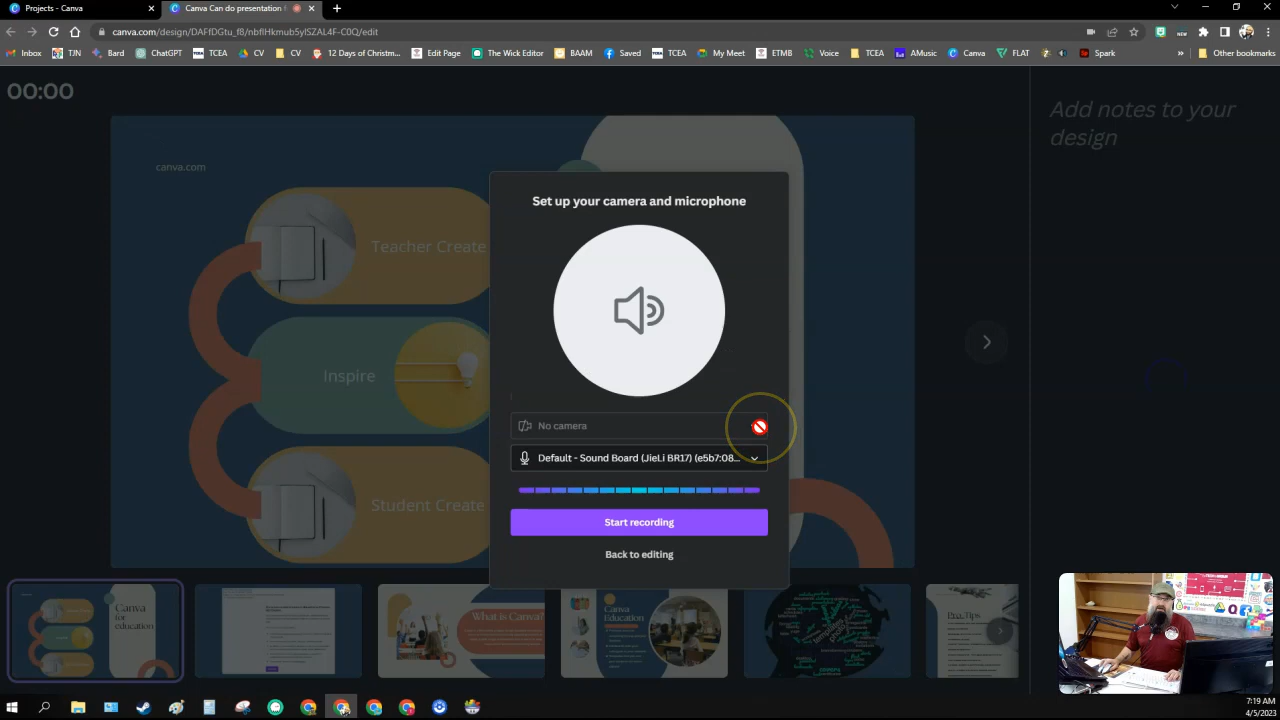 Projects - Canva
Canva Can do presentation
canva.com/design/DAFfDGtu_f8/nbflHkmub5ylSZAL4F-C0Q/edit
Inbox
TJN
Bard
ChatGPT
TCEA
CV
CV
12 Days of Christm...
Edit Page
The Wick Editor
BAAM
Saved
TCEA
My Meet
ETMB
Voice
TCEA
AMusic
Canva
FLAT
Spark
Other bookmarks
00:00
Add notes to your
design
canva.com
Teacher Create
Inspire
Student Create
Set up your camera and microphone
No camera
Default - Sound Board (JieLi BR17) (e5b7:08...
Start recording
Back to editing
Canva
for
education
What is Canva?
Canva
Education
Pro Tips
7:19 AM
4/5/2023